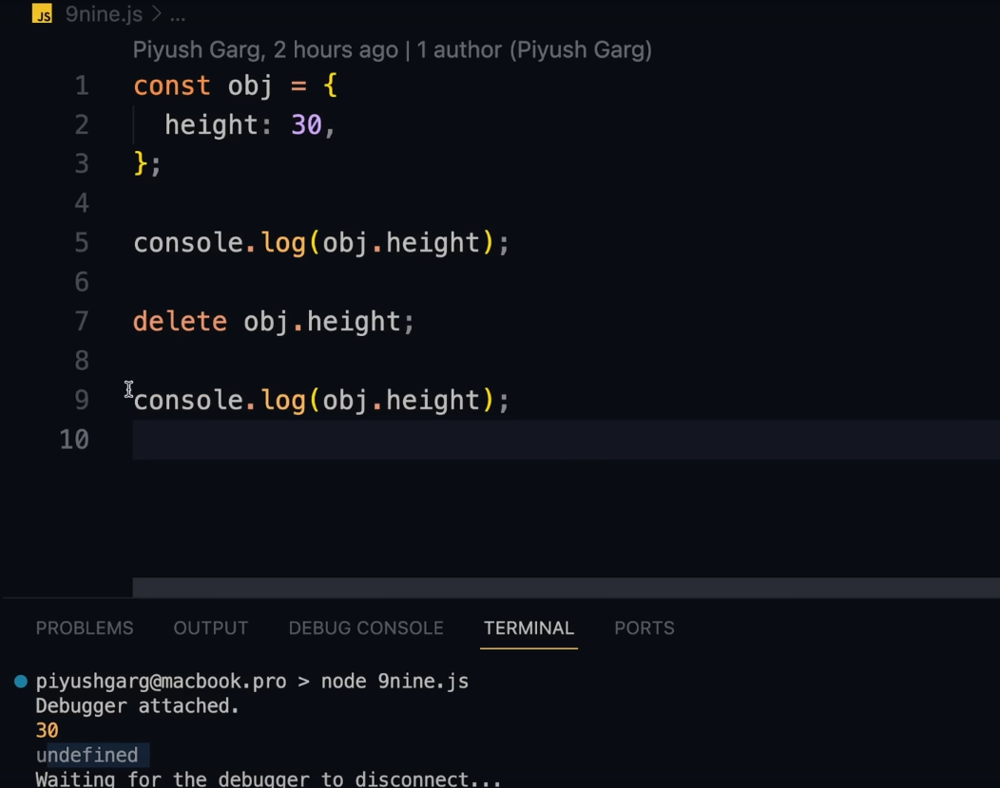 JS 9nine.js > ...
Piyush Garg, 2 hours ago | 1 author (Piyush Garg)
1 const obj = {
2 height: 30,
3 };
4
5 console.log(obj.height);
6
7 delete obj.height;
8
9 console.log(obj.height);
10
PROBLEMS OUTPUT DEBUG CONSOLE TERMINAL PORTS
piyushgarg@macbook.pro > node 9nine.js
Debugger attached.
30
undefined
Waiting for the debugger to disconnect...